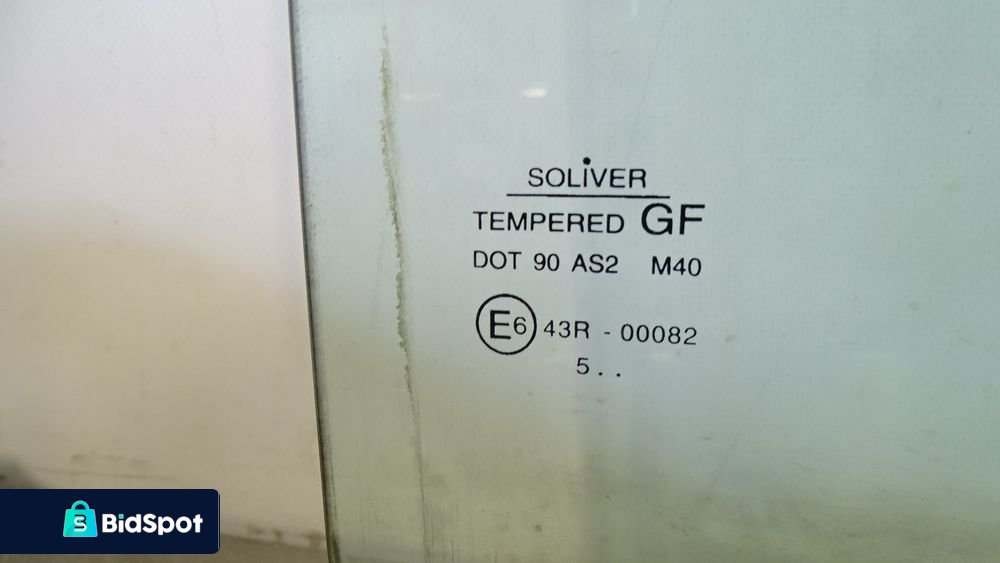 SOLIVER
TEMPERED GF
DOT 90 AS2 M40
E6 43R - 00082
5 . .
BidSpot